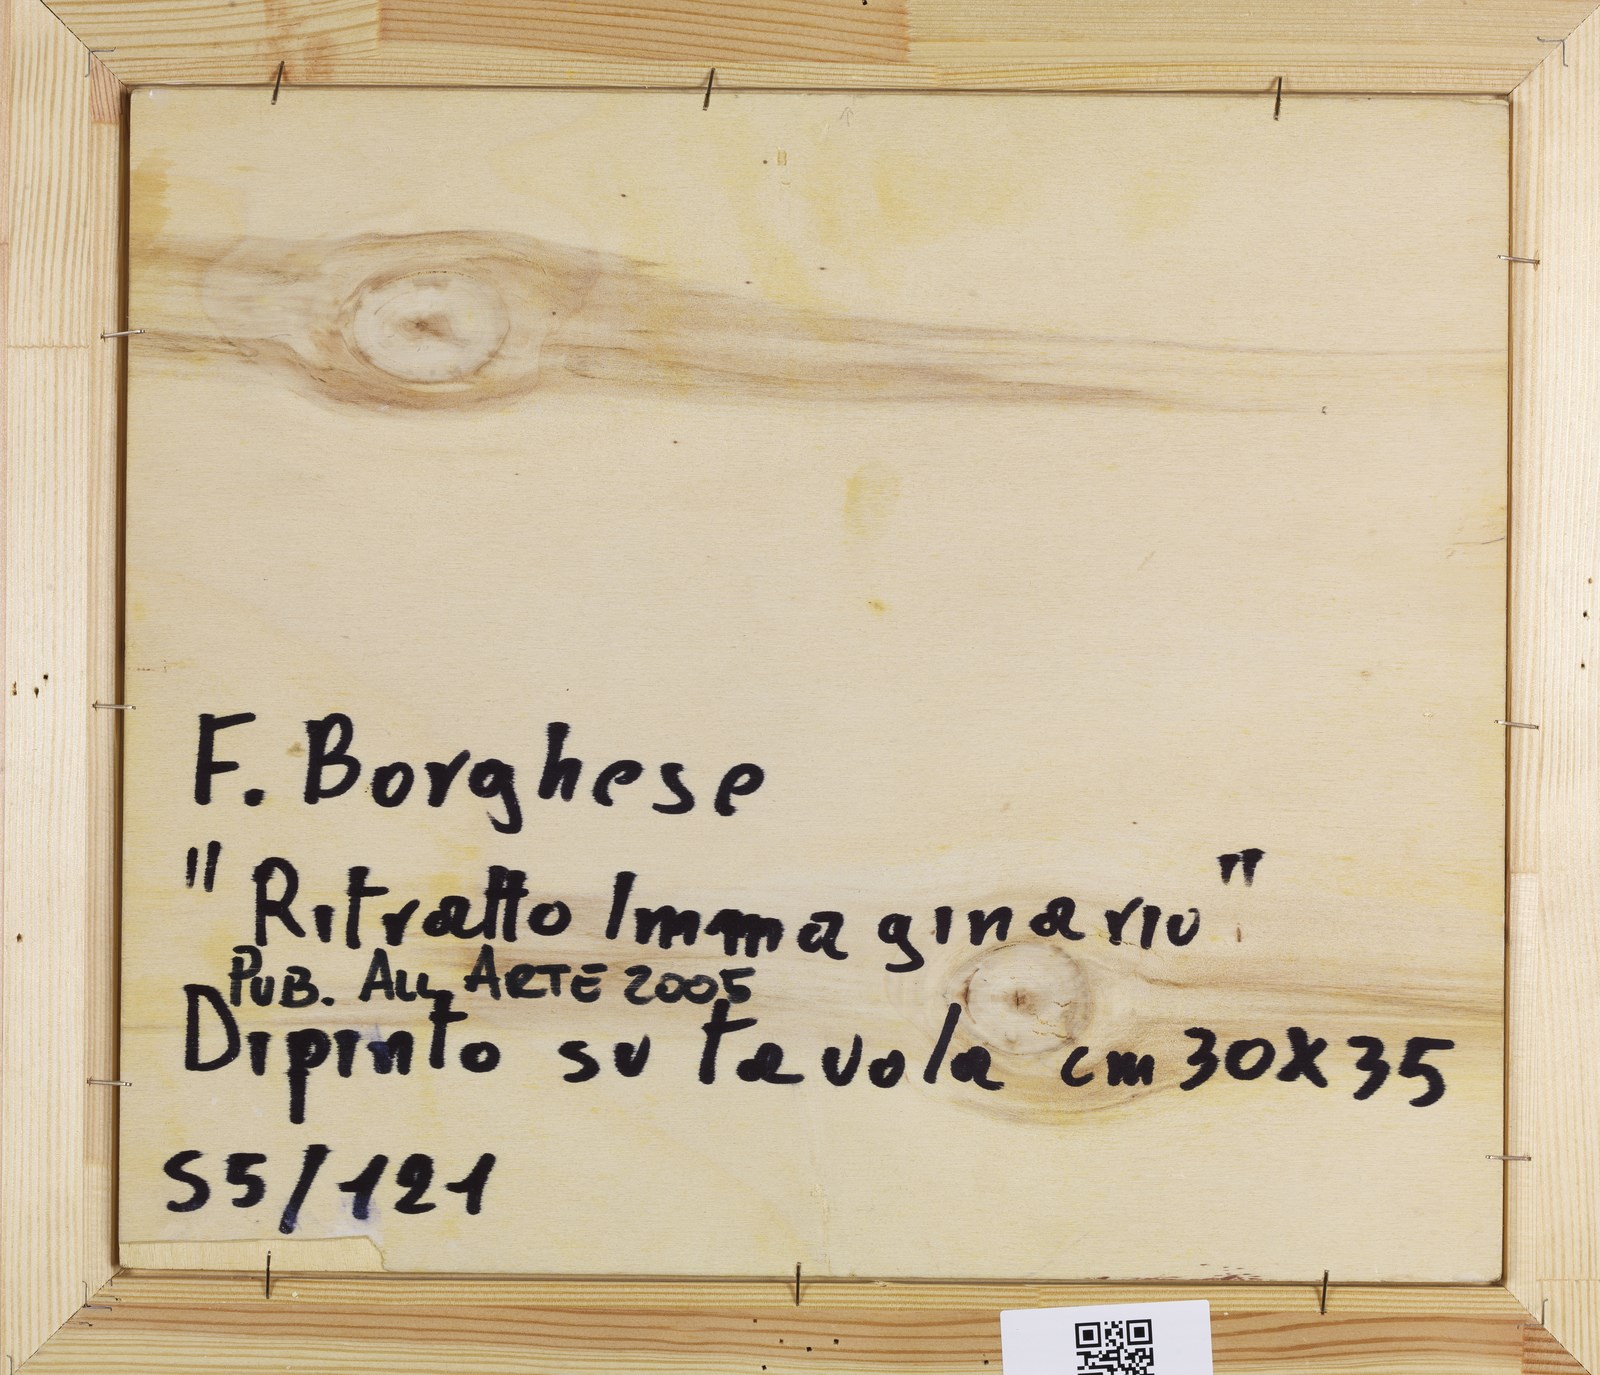 F. Borghese
"Ritratto Immaginario"
PUB. ALL ARTE 2005
Dipinto su tavola cm 30X35
S5/121